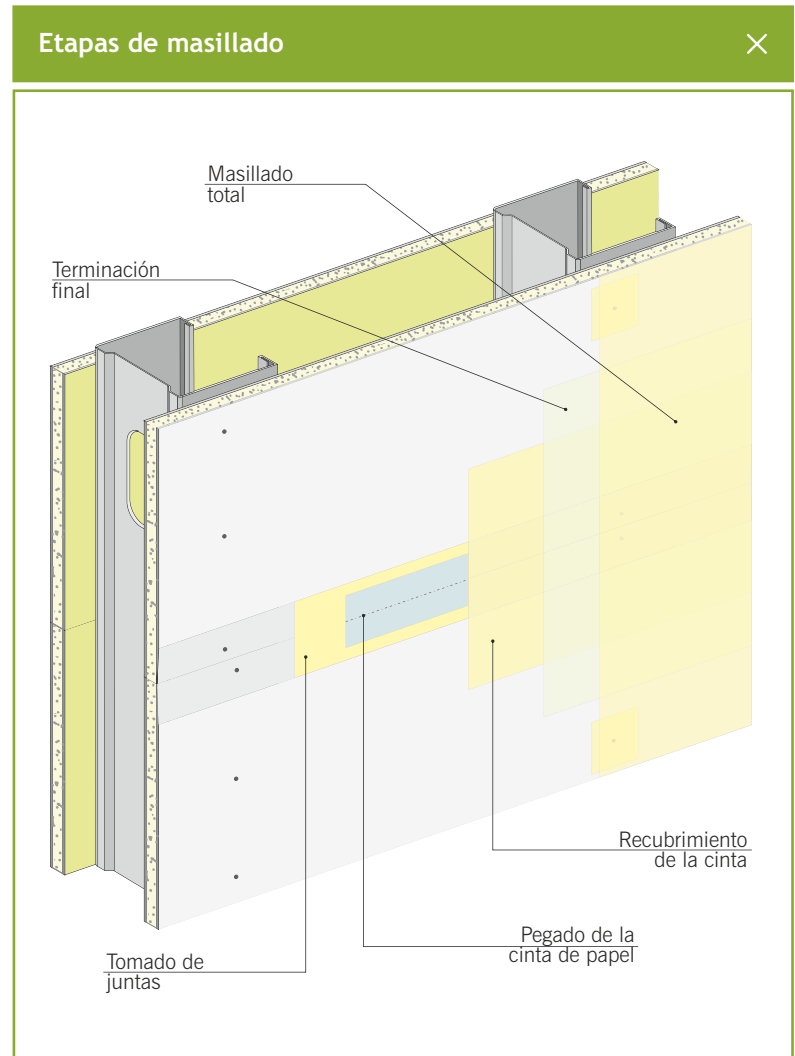 Etapas de masillado
Masillado
total
Terminación
final
Recubrimiento
de la cinta
Pegado de la
cinta de papel
Tomado de
juntas